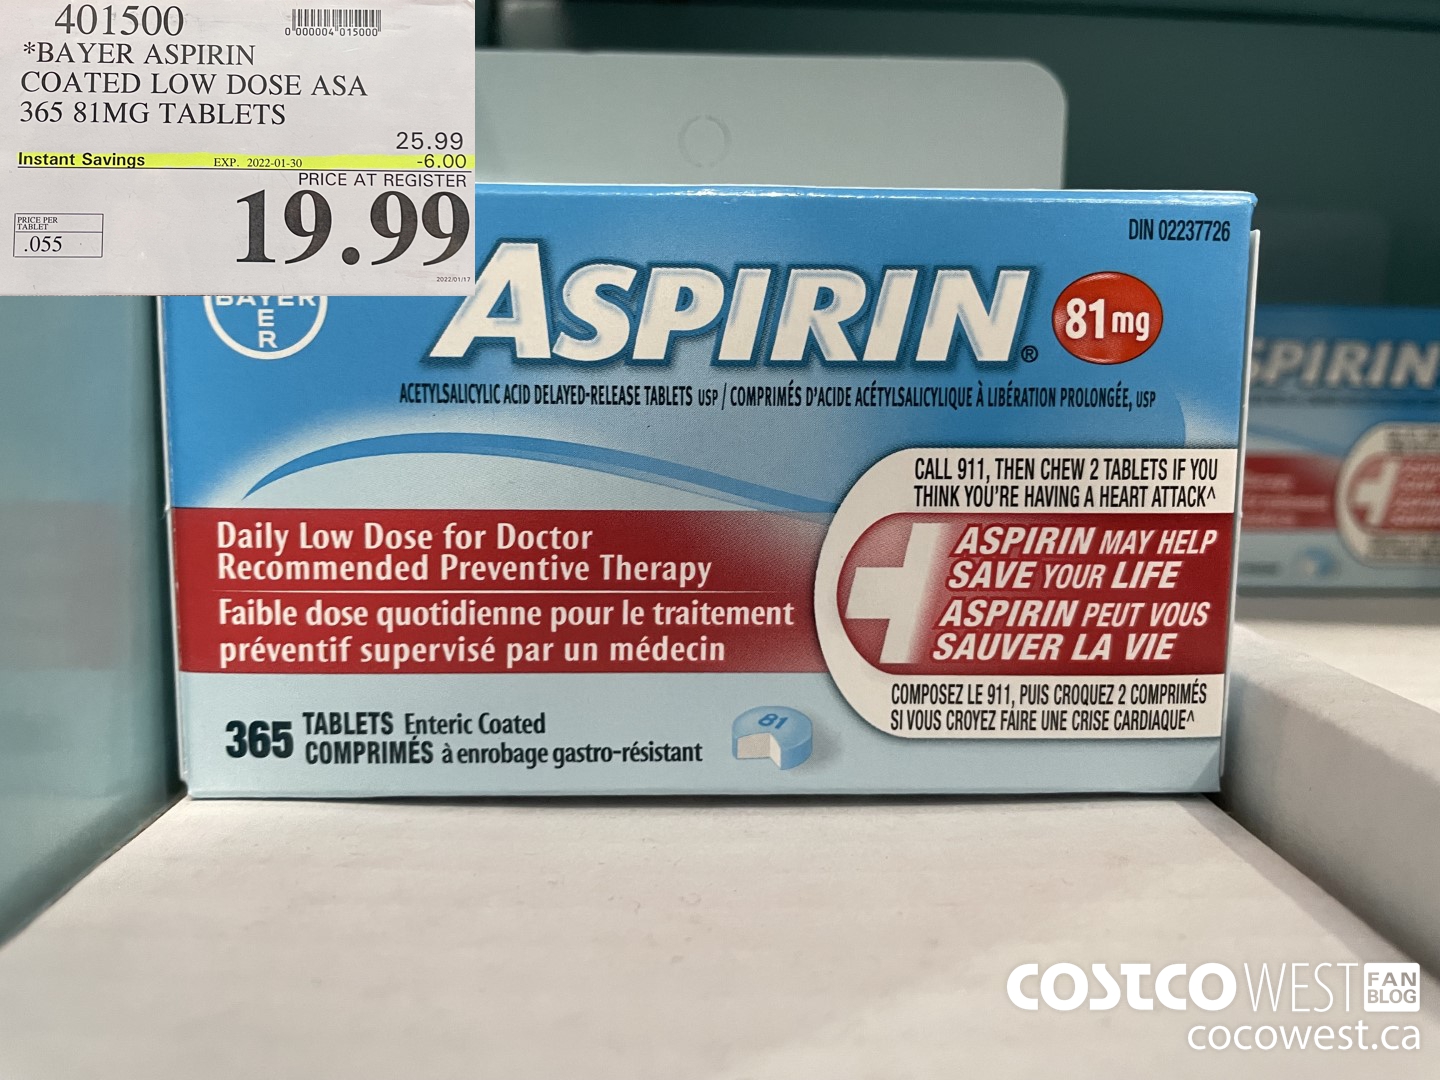 401500
0"000004"015000"
*BAYER ASPIRIN
COATED LOW DOSE ASA
365 81MG TABLETS
25.99
Instant Savings EXP. 2022-01-30 -6.00
PRICE AT REGISTER
19.99
PRICE PER
TABLET
.055
2022/01/17
DIN 02237726
BAYER
E
R
ASPIRIN® 81mg
ACETYLSALICYLIC ACID DELAYED-RELEASE TABLETS USP / COMPRIMÉS D'ACIDE ACÉTYLSALICYLIQUE À LIBÉRATION PROLONGÉE, USP
CALL 911, THEN CHEW 2 TABLETS IF YOU
THINK YOU'RE HAVING A HEART ATTACK^
Daily Low Dose for Doctor
Recommended Preventive Therapy
Faible dose quotidienne pour le traitement
préventif supervisé par un médecin
ASPIRIN MAY HELP
SAVE YOUR LIFE
ASPIRIN PEUT VOUS
SAUVER LA VIE
COMPOSEZ LE 911, PUIS CROQUEZ 2 COMPRIMÉS
SI VOUS CROYEZ FAIRE UNE CRISE CARDIAQUE^
365 TABLETS Enteric Coated
COMPRIMÉS à enrobage gastro-résistant
81
SPIRIN
COSTCO WEST FAN BLOG
cocowest.ca